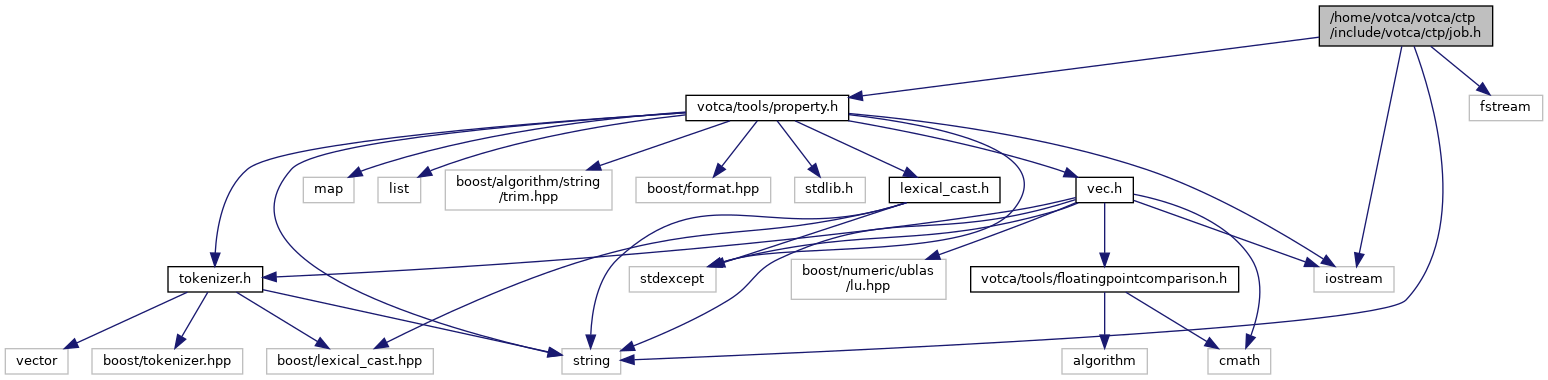 /home/votca/votca/ctp
/include/votca/ctp/job.h
votca/tools/property.h
fstream
map
list
boost/algorithm/string
/trim.hpp
boost/format.hpp
stdlib.h
lexical_cast.h
vec.h
tokenizer.h
stdexcept
boost/numeric/ublas
/lu.hpp
votca/tools/floatingpointcomparison.h
iostream
vector
boost/tokenizer.hpp
boost/lexical_cast.hpp
string
algorithm
cmath